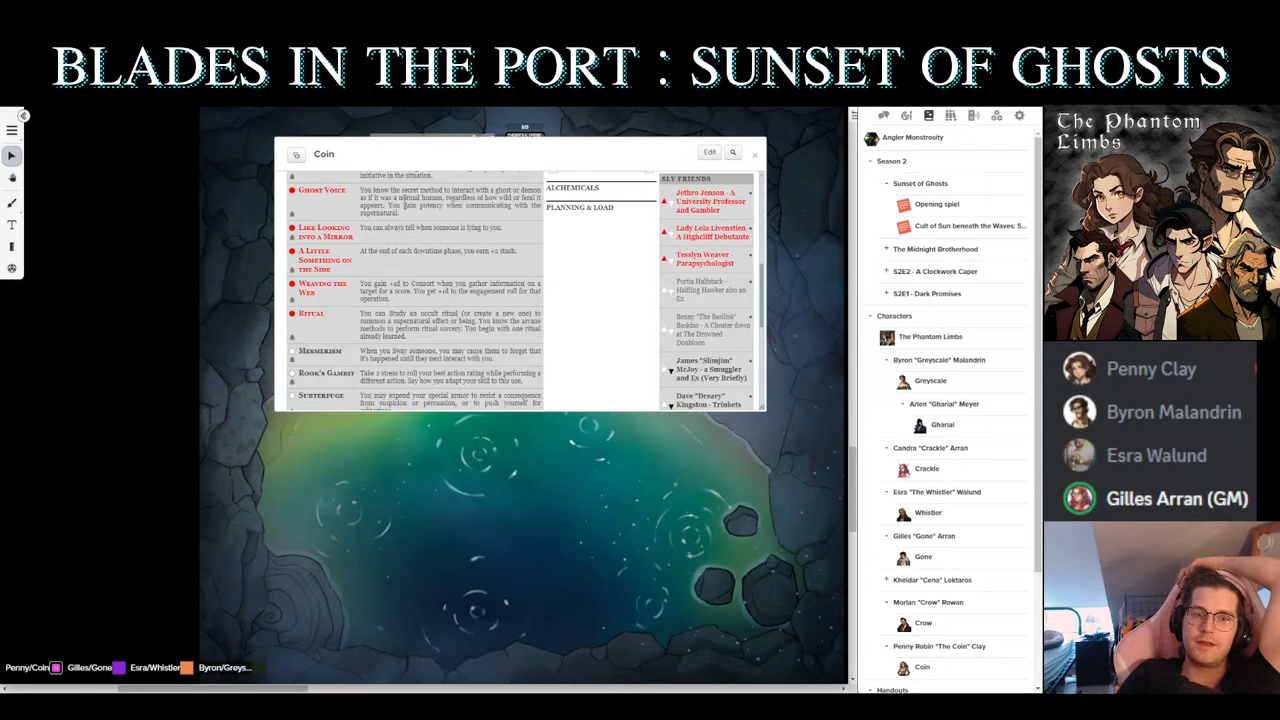 BLADES IN THE PORT : SUNSET OF GHOSTS
Coin
Edit
initiative in the situation.
GHOST VOICE
You know the secret method to interact with a ghost or demon
as if it was a normal human, regardless of how wild or feral it
appears. You gain potency when communicating with the
supernatural.
LIKE LOOKING
INTO A MIRROR
You can always tell when someone is lying to you.
A LITTLE
SOMETHING ON
THE SIDE
At the end of each downtime phase, you earn +2 stash.
WEAVING THE
WEB
You gain +1d to Consort when you gather information on a
target for a score. You get +1d to the engagement roll for that
operation.
RITUAL
You can Study an occult ritual (or create a new one) to
summon a supernatural effect or being. You know the arcane
methods to perform ritual sorcery. You begin with one ritual
already learned.
MESMERISM
When you Sway someone, you may cause them to forget that
it's happened until they next interact with you.
ROOK'S GAMBIT
Take 2 stress to roll your best action rating while performing a
different action. Say how you adapt your skill to this use.
SUBTERFUGE
You may expend your special armor to resist a consequence
from suspicion or persuasion, or to push yourself for
ALCHEMICALS
PLANNING & LOAD
SLY FRIENDS
Jethro Jenson - A
University Professor
and Gambler
Lady Lola Livenstien
A Highcliff Debutante
Tesslyn Weaver -
Parapsychologist
Portia Halfstack -
Halfling Hawker also an
Ex
Benny "The Basilisk"
Baskins - A Cheater down
at The Drowned
Doubloon
James "Slimjim"
McJoy - a Smuggler
and Ex (Very Briefly)
Dave "Dreary"
Kingston - Trinkets
Penny/Coin
Gilles/Gone
Esra/Whistler
Byron/Greys...
Angler Monstrosity
Season 2
Sunset of Ghosts
Opening spiel
Cult of Sun beneath the Waves: S...
The Midnight Brotherhood
S2E2 - A Clockwork Caper
S2E1 - Dark Promises
Characters
The Phantom Limbs
Byron "Greyscale" Malandrin
Greyscale
Arlen "Gharial" Meyer
Gharial
Candra "Crackle" Arran
Crackle
Esra "The Whistler" Walund
Whistler
Gilles "Gone" Arran
Gone
Kheldar "Cena" Loktaros
Morlan "Crow" Rowan
Crow
Penny Robin "The Coin" Clay
Coin
Handouts
The Phantom
Limbs
Penny Clay
Byron Malandrin
Esra Walund
Gilles Arran (GM)